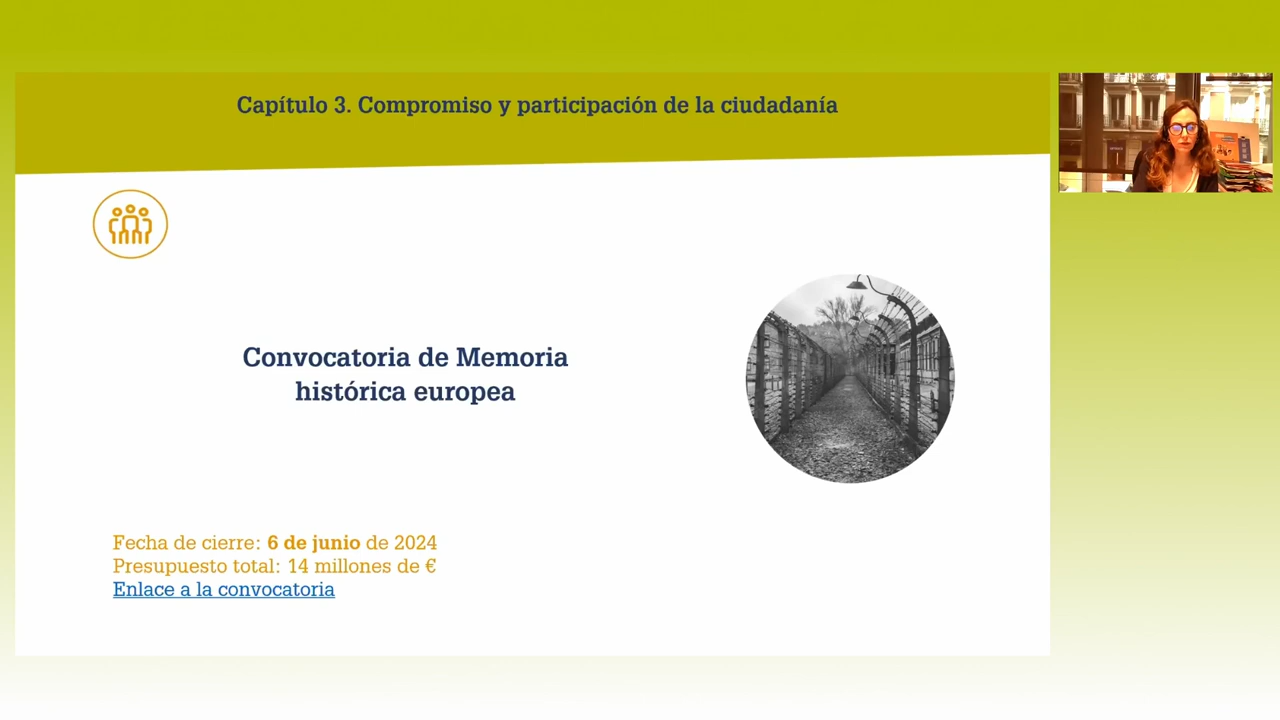 Capítulo 3. Compromiso y participación de la ciudadanía
Convocatoria de Memoria
histórica europea
Fecha de cierre: 6 de junio de 2024
Presupuesto total: 14 millones de €
Enlace a la convocatoria